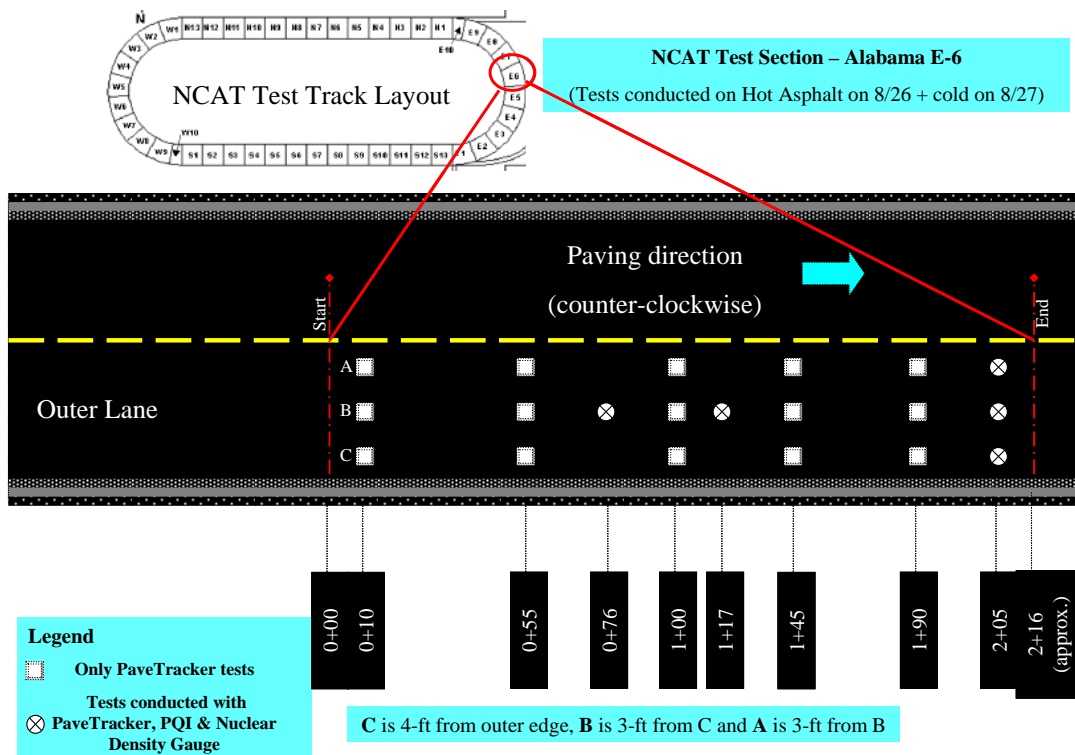 N
W1 N13 N12 N11 N10 N9 N8 N7 N6 N5 N4 N3 N2 N1 E9
W2 E8
W3 E10 E7
W4 E6
W5 E5
W6 E4
W7 E3
W8 W10 E2
W9 S1 S2 S3 S4 S5 S6 S7 S8 S9 S10 S11 S12 S13 E1
NCAT Test Track Layout
NCAT Test Section – Alabama E-6
(Tests conducted on Hot Asphalt on 8/26 + cold on 8/27)
Paving direction
(counter-clockwise)
Start
End
Outer Lane
A
B
C
0+00
0+10
0+55
0+76
1+00
1+17
1+45
1+90
2+05
2+16
(approx.)
Legend
Only PaveTracker tests
Tests conducted with
PaveTracker, PQI & Nuclear
Density Gauge
C is 4-ft from outer edge, B is 3-ft from C and A is 3-ft from B